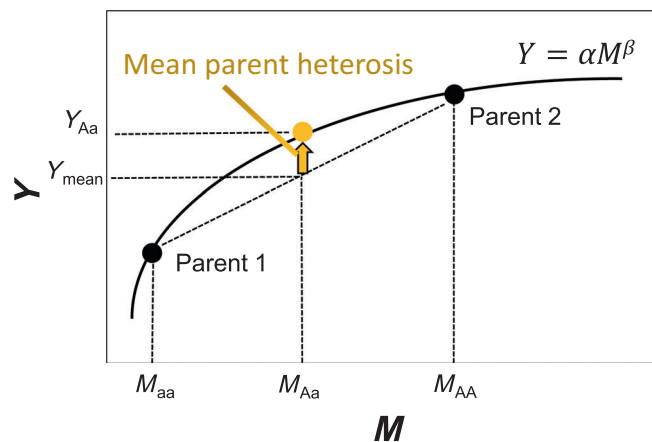 Y = αM^β
Mean parent heterosis
Y_Aa
Parent 2
Y_mean
Y
Parent 1
M_aa
M_Aa
M_AA
M